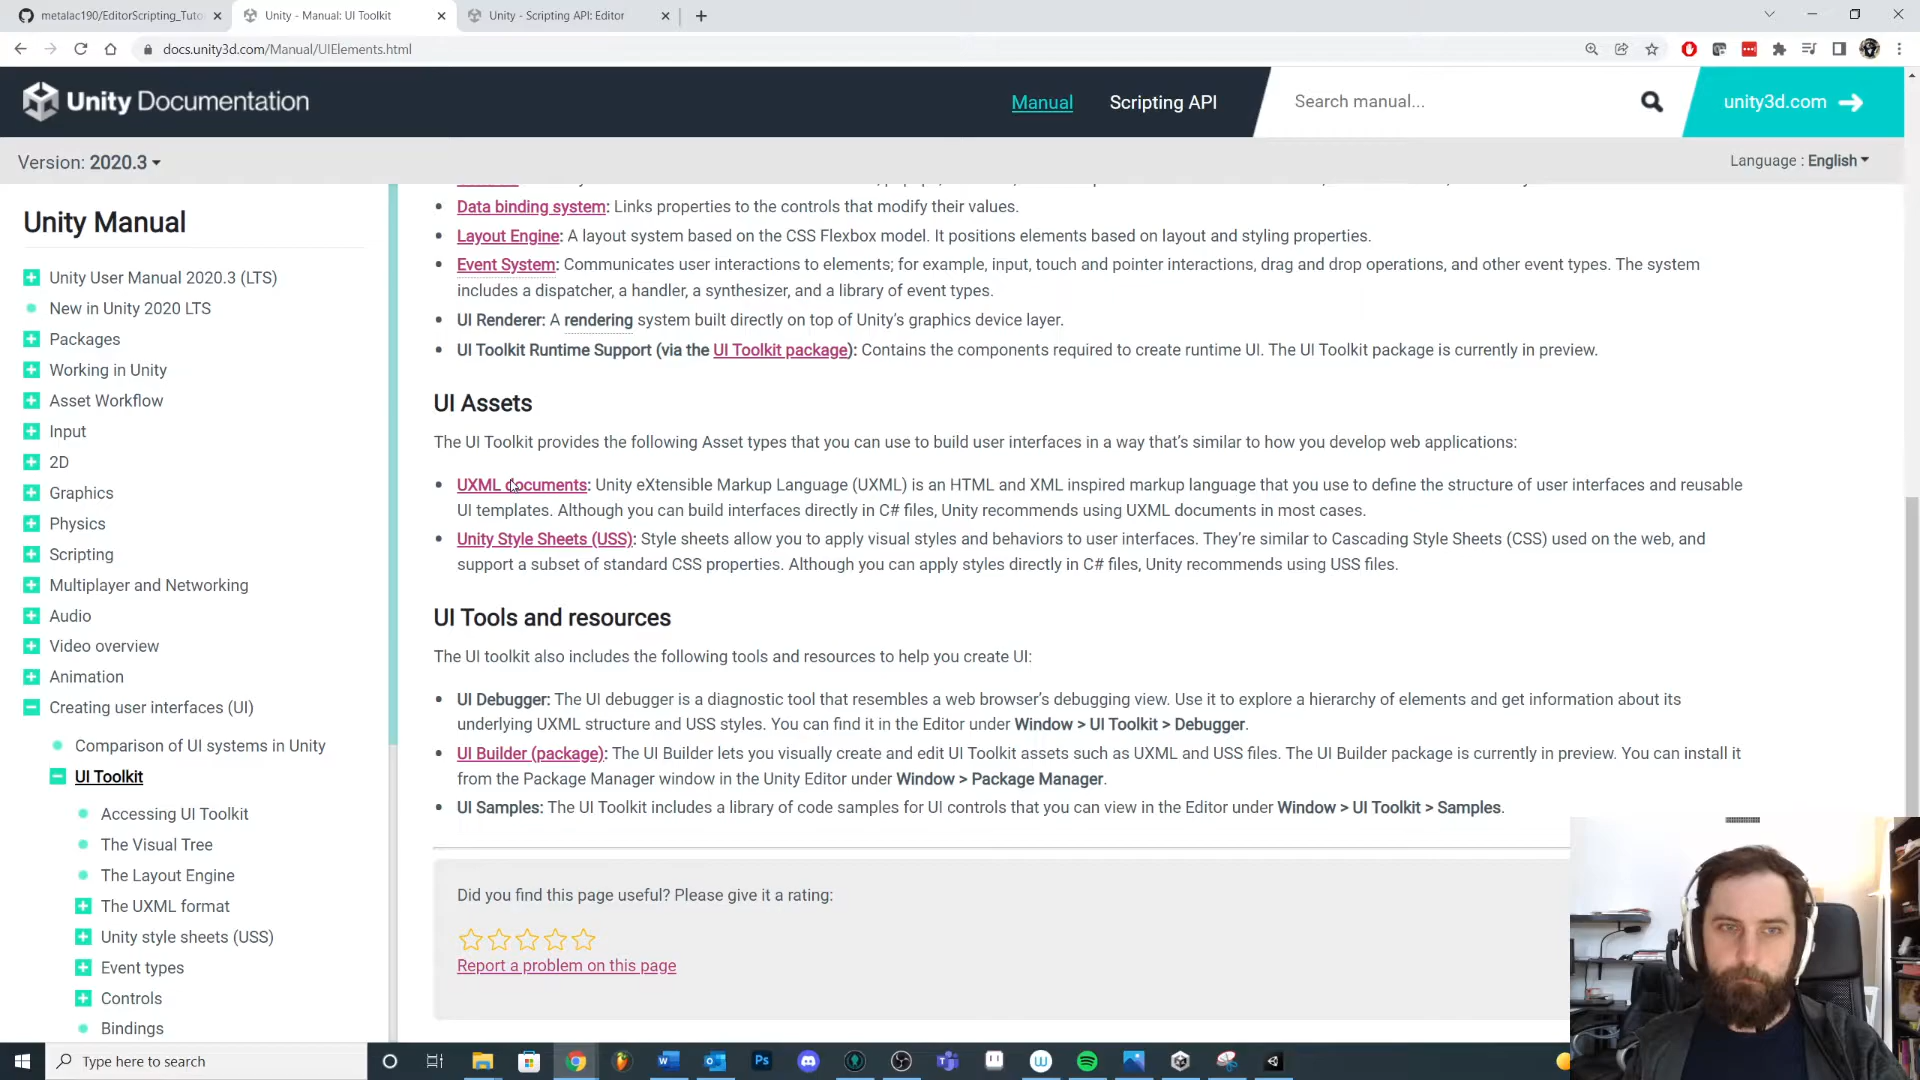 metalac190/EditorScripting_Tuto
Unity - Manual: UI Toolkit
Unity - Scripting API: Editor
docs.unity3d.com/Manual/UIElements.html
Unity Documentation
Manual
Scripting API
Search manual...
unity3d.com
Version: 2020.3
Language : English
Unity Manual
Unity User Manual 2020.3 (LTS)
New in Unity 2020 LTS
Packages
Working in Unity
Asset Workflow
Input
2D
Graphics
Physics
Scripting
Multiplayer and Networking
Audio
Video overview
Animation
Creating user interfaces (UI)
Comparison of UI systems in Unity
UI Toolkit
Accessing UI Toolkit
The Visual Tree
The Layout Engine
The UXML format
Unity style sheets (USS)
Event types
Controls
Bindings
Data binding system: Links properties to the controls that modify their values.
Layout Engine: A layout system based on the CSS Flexbox model. It positions elements based on layout and styling properties.
Event System: Communicates user interactions to elements; for example, input, touch and pointer interactions, drag and drop operations, and other event types. The system
includes a dispatcher, a handler, a synthesizer, and a library of event types.
UI Renderer: A rendering system built directly on top of Unity's graphics device layer.
UI Toolkit Runtime Support (via the UI Toolkit package): Contains the components required to create runtime UI. The UI Toolkit package is currently in preview.
UI Assets
The UI Toolkit provides the following Asset types that you can use to build user interfaces in a way that's similar to how you develop web applications:
UXML documents: Unity eXtensible Markup Language (UXML) is an HTML and XML inspired markup language that you use to define the structure of user interfaces and reusable
UI templates. Although you can build interfaces directly in C# files, Unity recommends using UXML documents in most cases.
Unity Style Sheets (USS): Style sheets allow you to apply visual styles and behaviors to user interfaces. They're similar to Cascading Style Sheets (CSS) used on the web, and
support a subset of standard CSS properties. Although you can apply styles directly in C# files, Unity recommends using USS files.
UI Tools and resources
The UI toolkit also includes the following tools and resources to help you create UI:
UI Debugger: The UI debugger is a diagnostic tool that resembles a web browser's debugging view. Use it to explore a hierarchy of elements and get information about its
underlying UXML structure and USS styles. You can find it in the Editor under Window > UI Toolkit > Debugger.
UI Builder (package): The UI Builder lets you visually create and edit UI Toolkit assets such as UXML and USS files. The UI Builder package is currently in preview. You can install it
from the Package Manager window in the Unity Editor under Window > Package Manager.
UI Samples: The UI Toolkit includes a library of code samples for UI controls that you can view in the Editor under Window > UI Toolkit > Samples.
Did you find this page useful? Please give it a rating:
Report a problem on this page
Type here to search